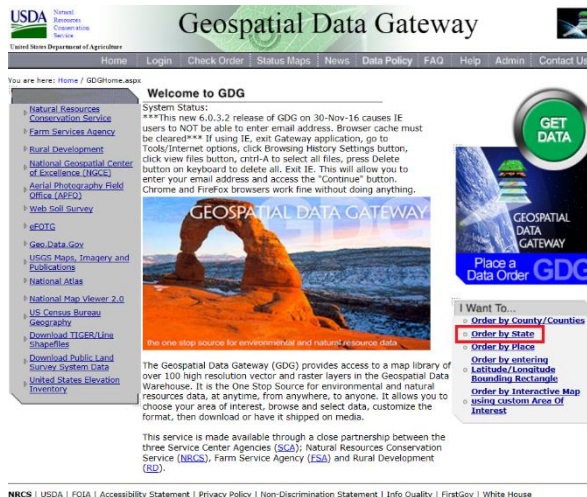 USDA
Natural
Resources
Conservation
Service
United States Department of Agriculture
Geospatial Data Gateway
Home | Login | Check Order | Status Maps | News | Data Policy | FAQ | Help | Admin | Contact Us
You are here: Home / GDGHome.aspx
Natural Resources
Conservation Service
Farm Services Agency
Rural Development
National Geospatial Center
of Excellence (NGCE)
Aerial Photography Field
Office (APFO)
Web Soil Survey
eFOTG
Geo.Data.Gov
USGS Maps, Imagery and
Publications
National Atlas
National Map Viewer 2.0
US Census Bureau
Geography
Download TIGER/Line
Shapefiles
Download Public Land
Survey System Data
United States Elevation
Inventory
Welcome to GDG
System Status:
***This new 6.0.3.2 release of GDG on 30-Nov-16 causes IE
users to NOT be able to enter email address. Browser cache must
be cleared*** If using IE, exit Gateway application, go to
Tools/Internet options, click Browsing History Settings button,
click view files button, cntrl-A to select all files, press Delete
button on keyboard to delete all. Exit IE. This will allow you to
enter your email address and access the "Continue" button.
Chrome and FireFox browsers work fine without doing anything.
GEOSPATIAL DATA GATEWAY
GDG
the one stop source for environmental and natural resource data
The Geospatial Data Gateway (GDG) provides access to a map library of
over 100 high resolution vector and raster layers in the Geospatial Data
Warehouse. It is the One Stop Source for environmental and natural
resources data, at anytime, from anywhere, to anyone. It allows you to
choose your area of interest, browse and select data, customize the
format, then download or have it shipped on media.
This service is made available through a close partnership between the
three Service Center Agencies (SCA); Natural Resources Conservation
Service (NRCS), Farm Service Agency (FSA) and Rural Development
(RD).
GET
DATA
GEOSPATIAL
DATA
GATEWAY
Place a
Data Order
GDG
I Want To...
Order by County/Counties
Order by State
Order by Place
Order by entering
Latitude/Longitude
Bounding Rectangle
Order by Interactive Map
using custom Area Of
Interest
NRCS | USDA | FOIA | Accessibility Statement | Privacy Policy | Non-Discrimination Statement | Info Quality | FirstGov | White House